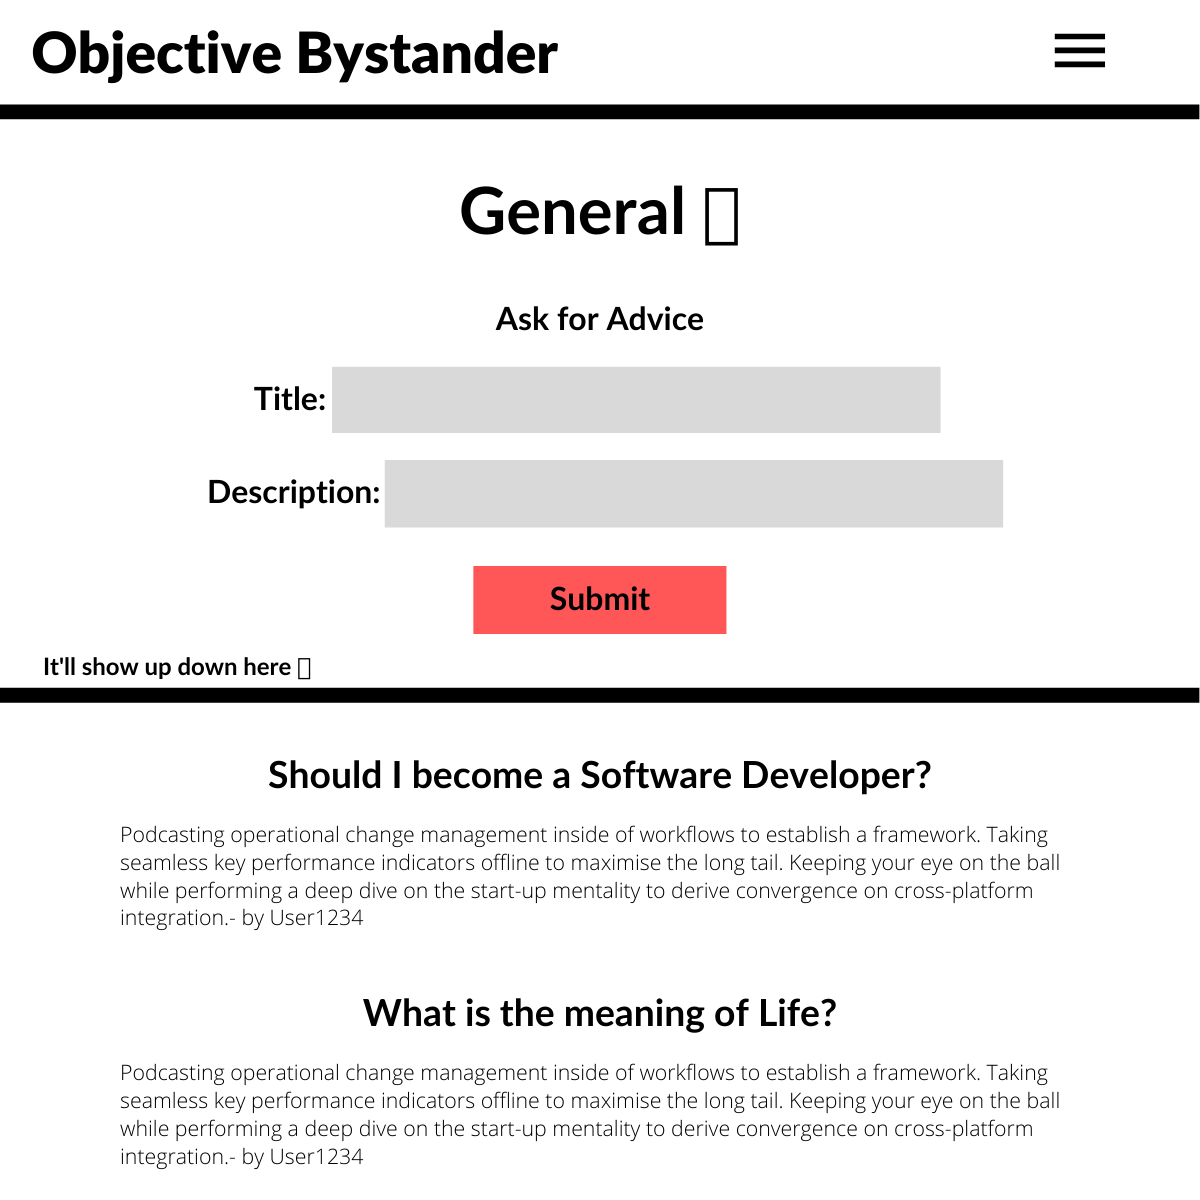 Objective Bystander
General
Ask for Advice
Title:
Description:
Submit
It'll show up down here
Should I become a Software Developer?
Podcasting operational change management inside of workflows to establish a framework. Taking
seamless key performance indicators offline to maximise the long tail. Keeping your eye on the ball
while performing a deep dive on the start-up mentality to derive convergence on cross-platform
integration.- by User1234
What is the meaning of Life?
Podcasting operational change management inside of workflows to establish a framework. Taking
seamless key performance indicators offline to maximise the long tail. Keeping your eye on the ball
while performing a deep dive on the start-up mentality to derive convergence on cross-platform
integration.- by User1234